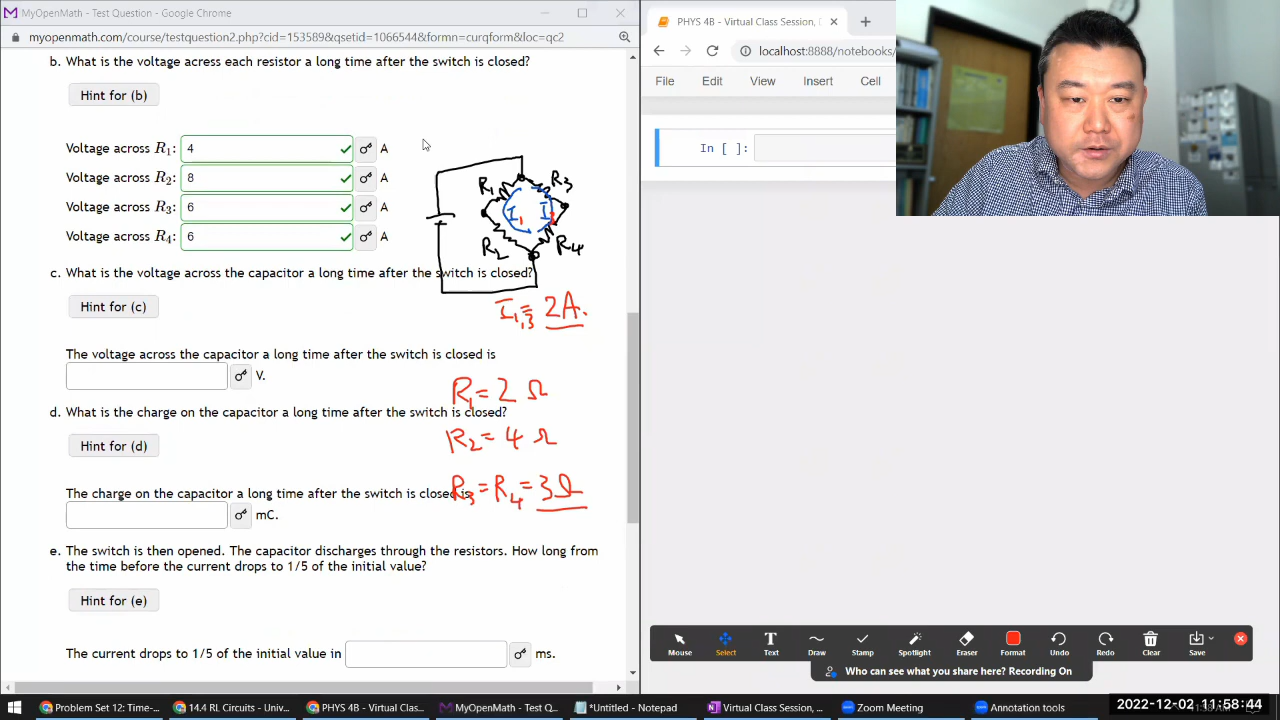 MyOpenMath - Test Question - Google Chrome
myopenmath.com/course/testquestion2.php?cid=153589&qsetid=1066544&formn=curqform&loc=qc2
b. What is the voltage acress each resistor a long time after the switch is closed?
Hint for (b)
Voltage across R1: 4 A
Voltage across R2: 8 A
Voltage across R3: 6 A
Voltage across R4: 6 A
R1 R3
I1
R2 R4
c. What is the voltage across the capacitor a long time after the switch is closed?
Hint for (c)
I1,3 = 2A.
The voltage across the capacitor a long time after the switch is closed is
V.
R1 = 2 Ω
d. What is the charge on the capacitor a long time after the switch is closed?
R2 = 4 Ω
Hint for (d)
The charge on the capacitor a long time after the switch is closed is
R3 = R4 = 3Ω
mC.
e. The switch is then opened. The capacitor discharges through the resistors. How long from
the time before the current drops to 1/5 of the initial value?
Hint for (e)
The current drops to 1/5 of the initial value in ms.
PHYS 4B - Virtual Class Session,
localhost:8888/notebooks/
File Edit View Insert Cell
In [ ]:
Mouse Select Text Draw Stamp Spotlight Eraser Format Undo Redo Clear Save
Who can see what you share here? Recording On
Problem Set 12: Time- 14.4 RL Circuits - Univ... PHYS 4B - Virtual Class... MyOpenMath - Test Q... *Untitled - Notepad Virtual Class Session, ... Zoom Meeting Annotation tools
2022-12-02 11:58:44